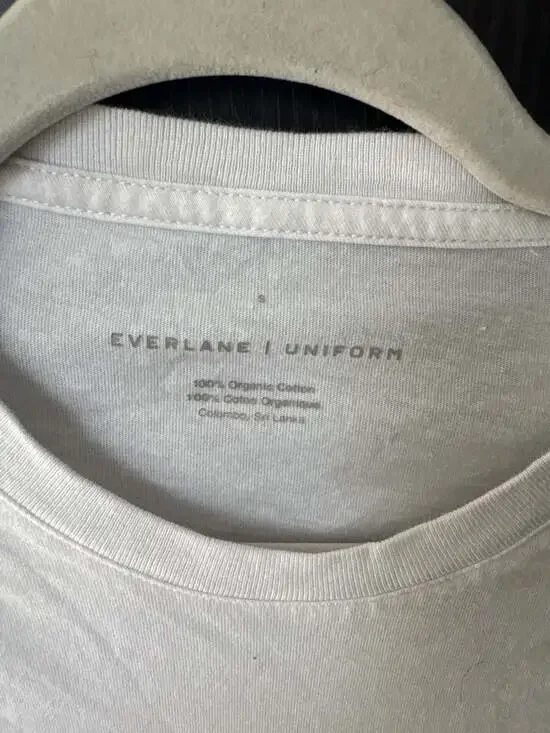 S
EVERLANE | UNIFORM
100% Organic Cotton
100% Coton Organique
Colombo, Sri Lanka